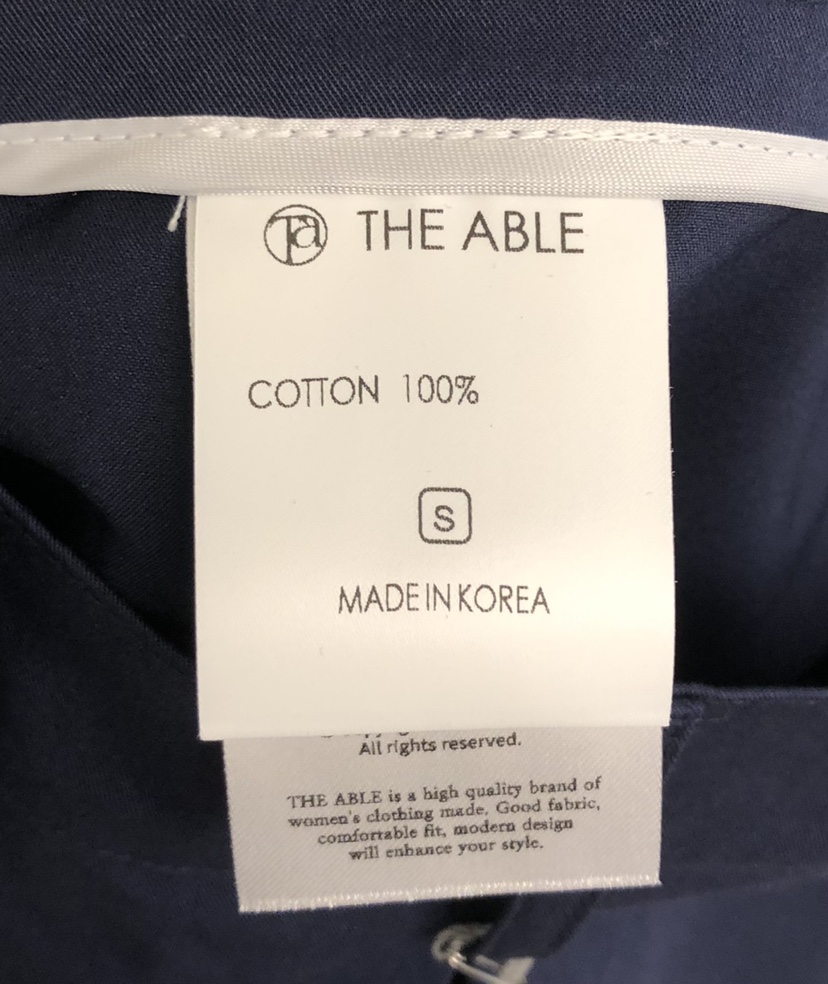 Ta THE ABLE
COTTON 100%
S
MADE IN KOREA
All rights reserved.
THE ABLE is a high quality brand of
women's clothing made. Good fabric,
comfortable fit, modern design
will enhance your style.